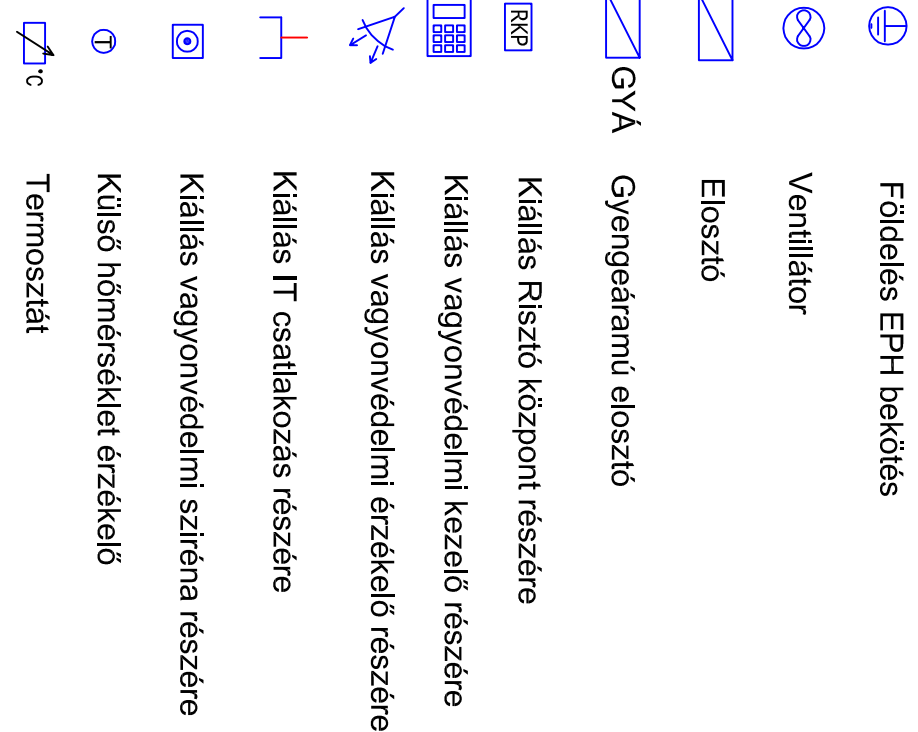 Földelés EPH bekötés
Ventillátor
Elosztó
GYÁ Gyengeáramú elosztó
RKP Kiállás Risztó központ részére
Kiállás vagyonvédelmi kezelő részére
Kiállás vagyonvédelmi érzékelő részére
Kiállás IT csatlakozás részére
Kiállás vagyonvédelmi sziréna részére
T Külső hőmérséklet érzékelő
°C Termosztát